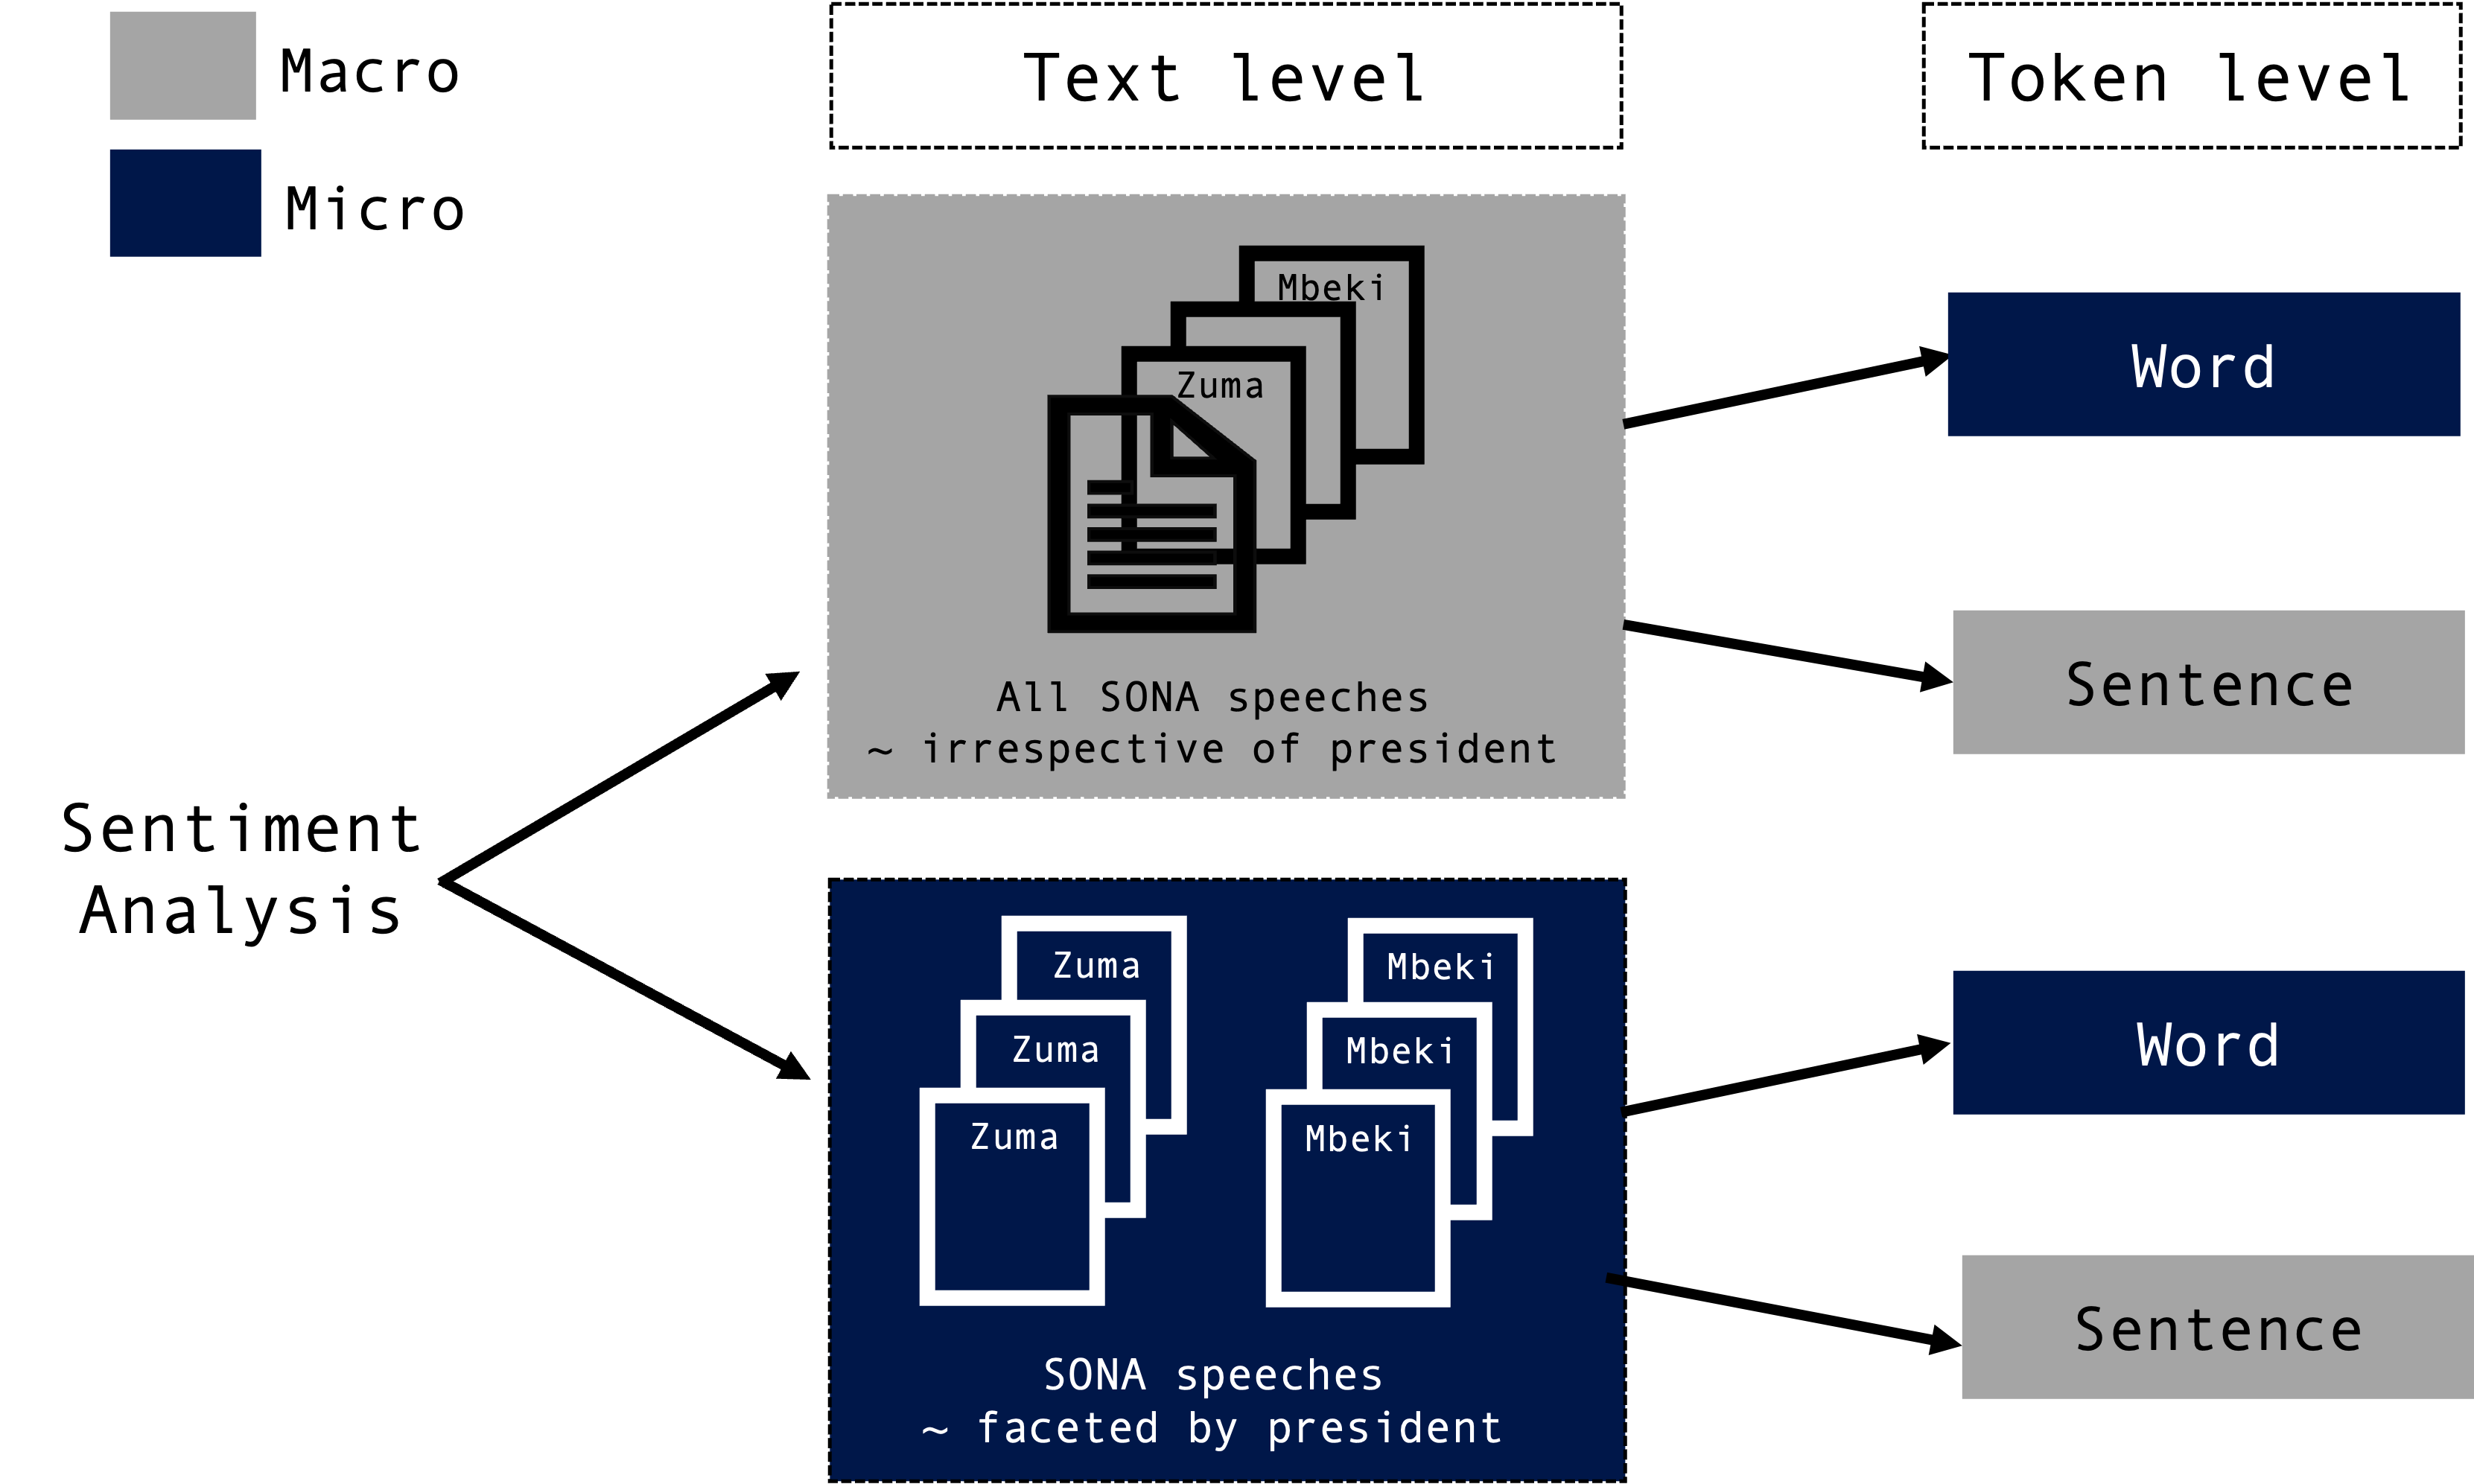 Macro
Micro
Text level
Token level
Mbeki
Zuma
All SONA speeches
~ irrespective of president
Word
Sentence
Sentiment
Analysis
Zuma
Zuma
Zuma
Mbeki
Mbeki
Mbeki
SONA speeches
~ faceted by president
Word
Sentence